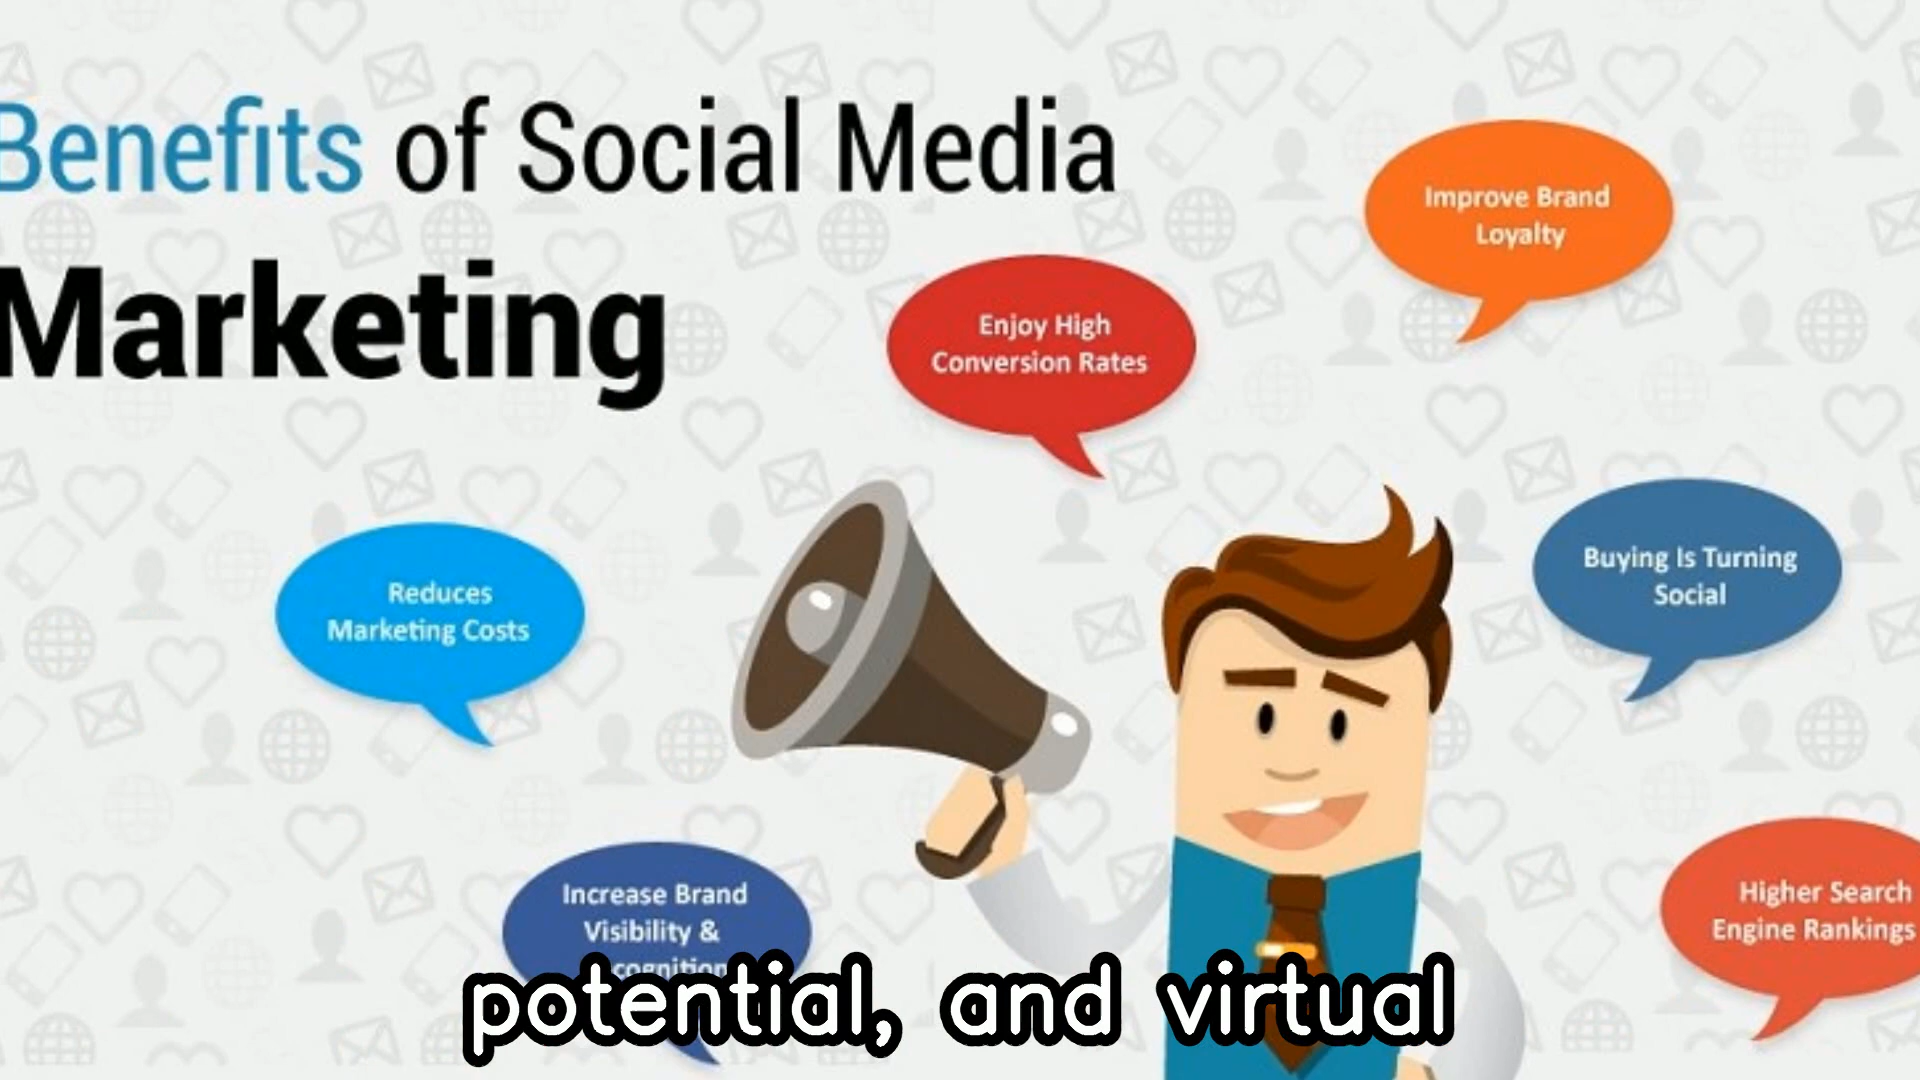 Benefits of Social Media
Marketing
Improve Brand
Loyalty
Enjoy High
Conversion Rates
Buying Is Turning
Social
Reduces
Marketing Costs
Increase Brand
Visibility &
Higher Search
Engine Rankings
potential, and virtual